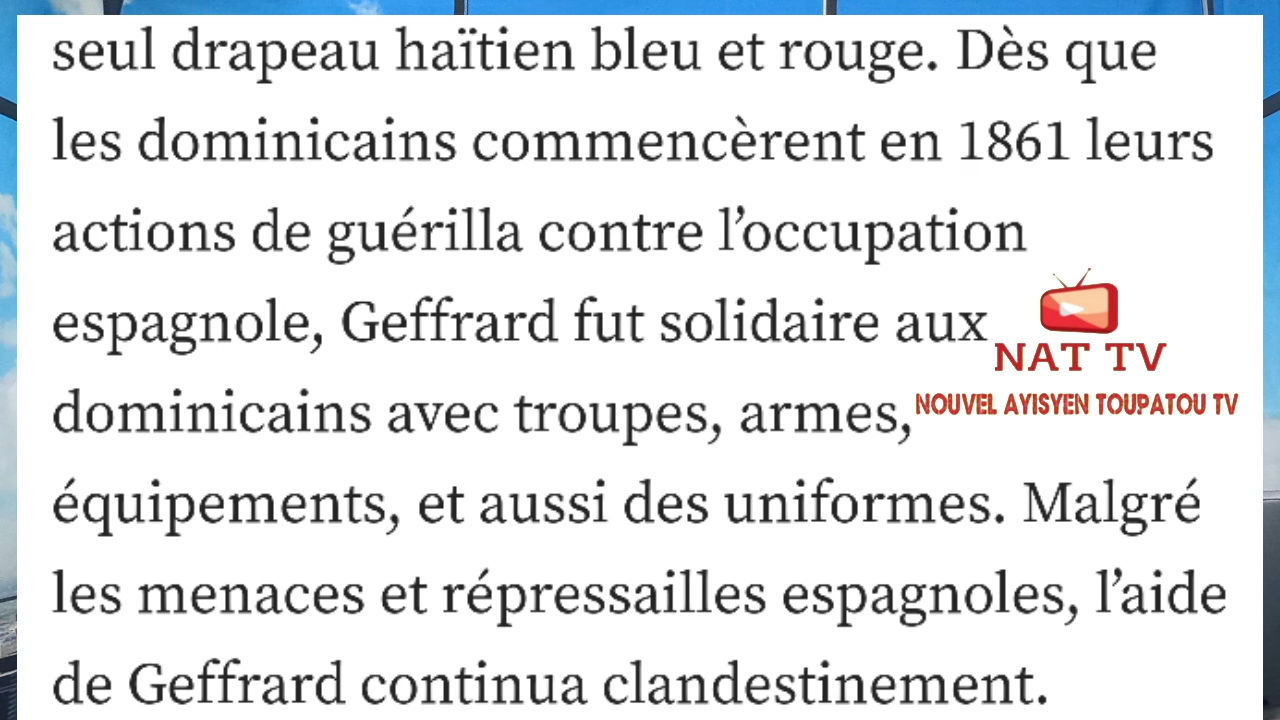 seul drapeau haïtien bleu et rouge. Dès que
les dominicains commencèrent en 1861 leurs
actions de guérilla contre l’occupation
espagnole, Geffrard fut solidaire aux
NAT TV
dominicains avec troupes, armes,
NOUVEL AYISYEN TOUPATOU TV
équipements, et aussi des uniformes. Malgré
les menaces et répressailles espagnoles, l’aide
de Geffrard continua clandestinement.